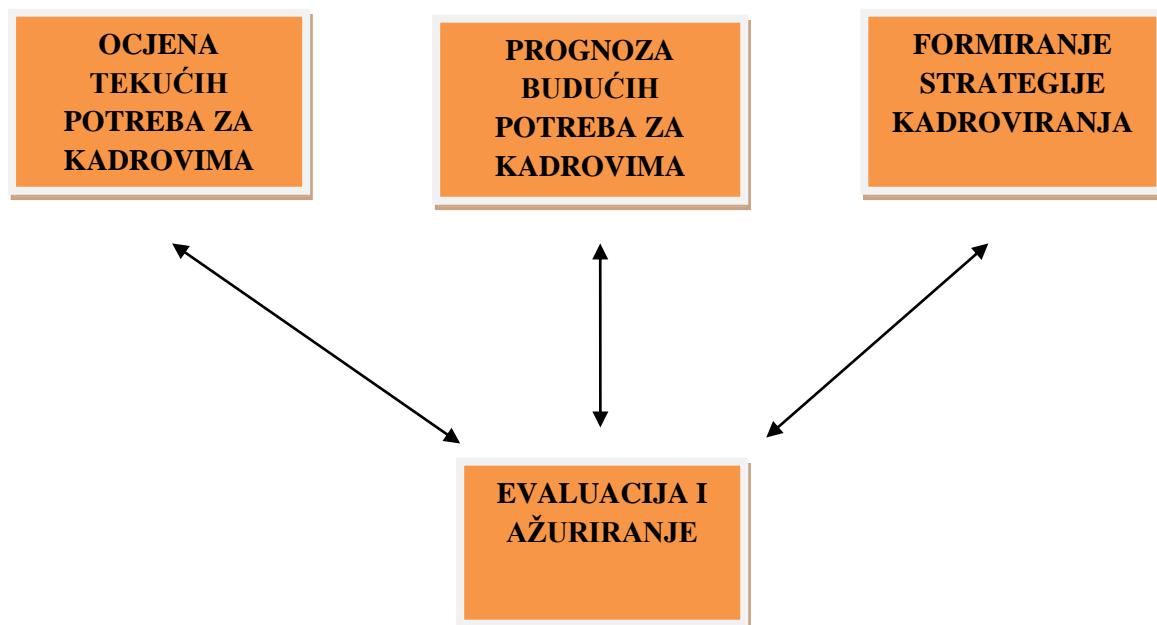 OCJENA
TEKUĆIH
POTREBA ZA
KADROVIMA
PROGNOZA
BUDUĆIH
POTREBA ZA
KADROVIMA
FORMIRANJE
STRATEGIJE
KADROVIRANJA
EVALUACIJA I
AŽURIRANJE